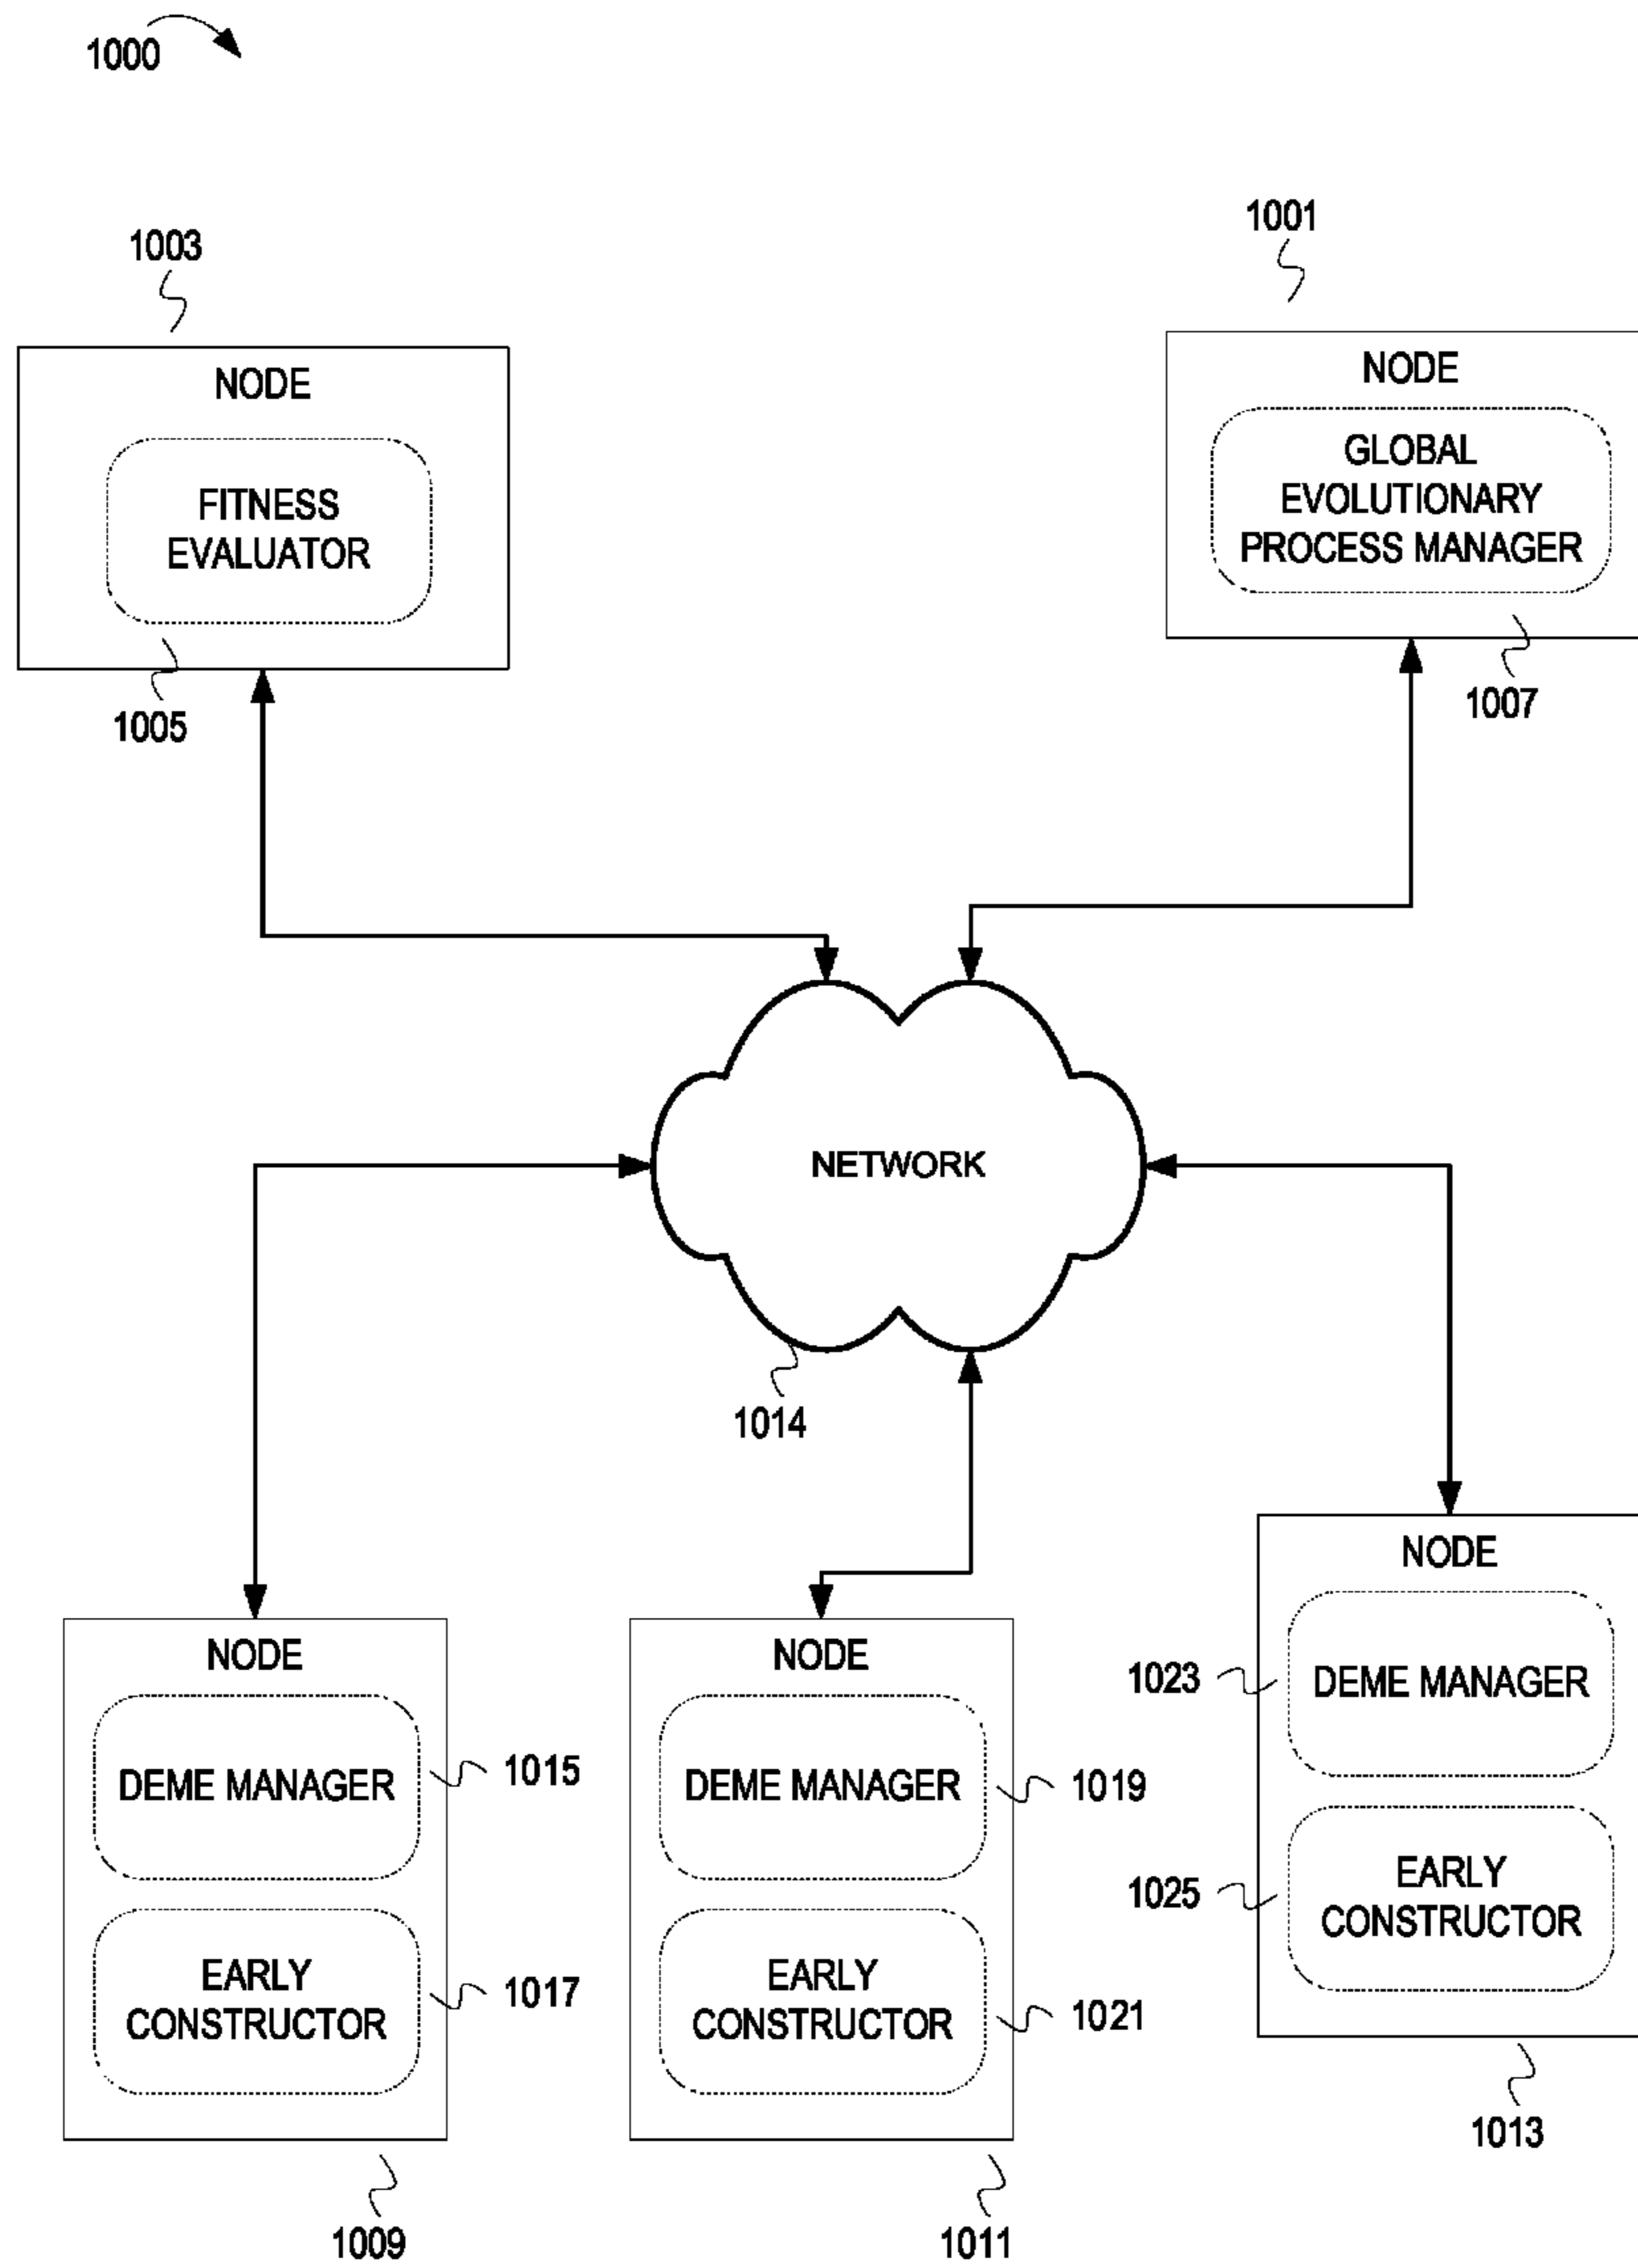 1000
1003
1001
NODE
FITNESS
EVALUATOR
1005
NODE
GLOBAL
EVOLUTIONARY
PROCESS MANAGER
1007
NETWORK
1014
NODE
DEME MANAGER
1015
EARLY
CONSTRUCTOR
1017
1009
NODE
DEME MANAGER
1019
EARLY
CONSTRUCTOR
1021
1011
NODE
1023
DEME MANAGER
1025
EARLY
CONSTRUCTOR
1013